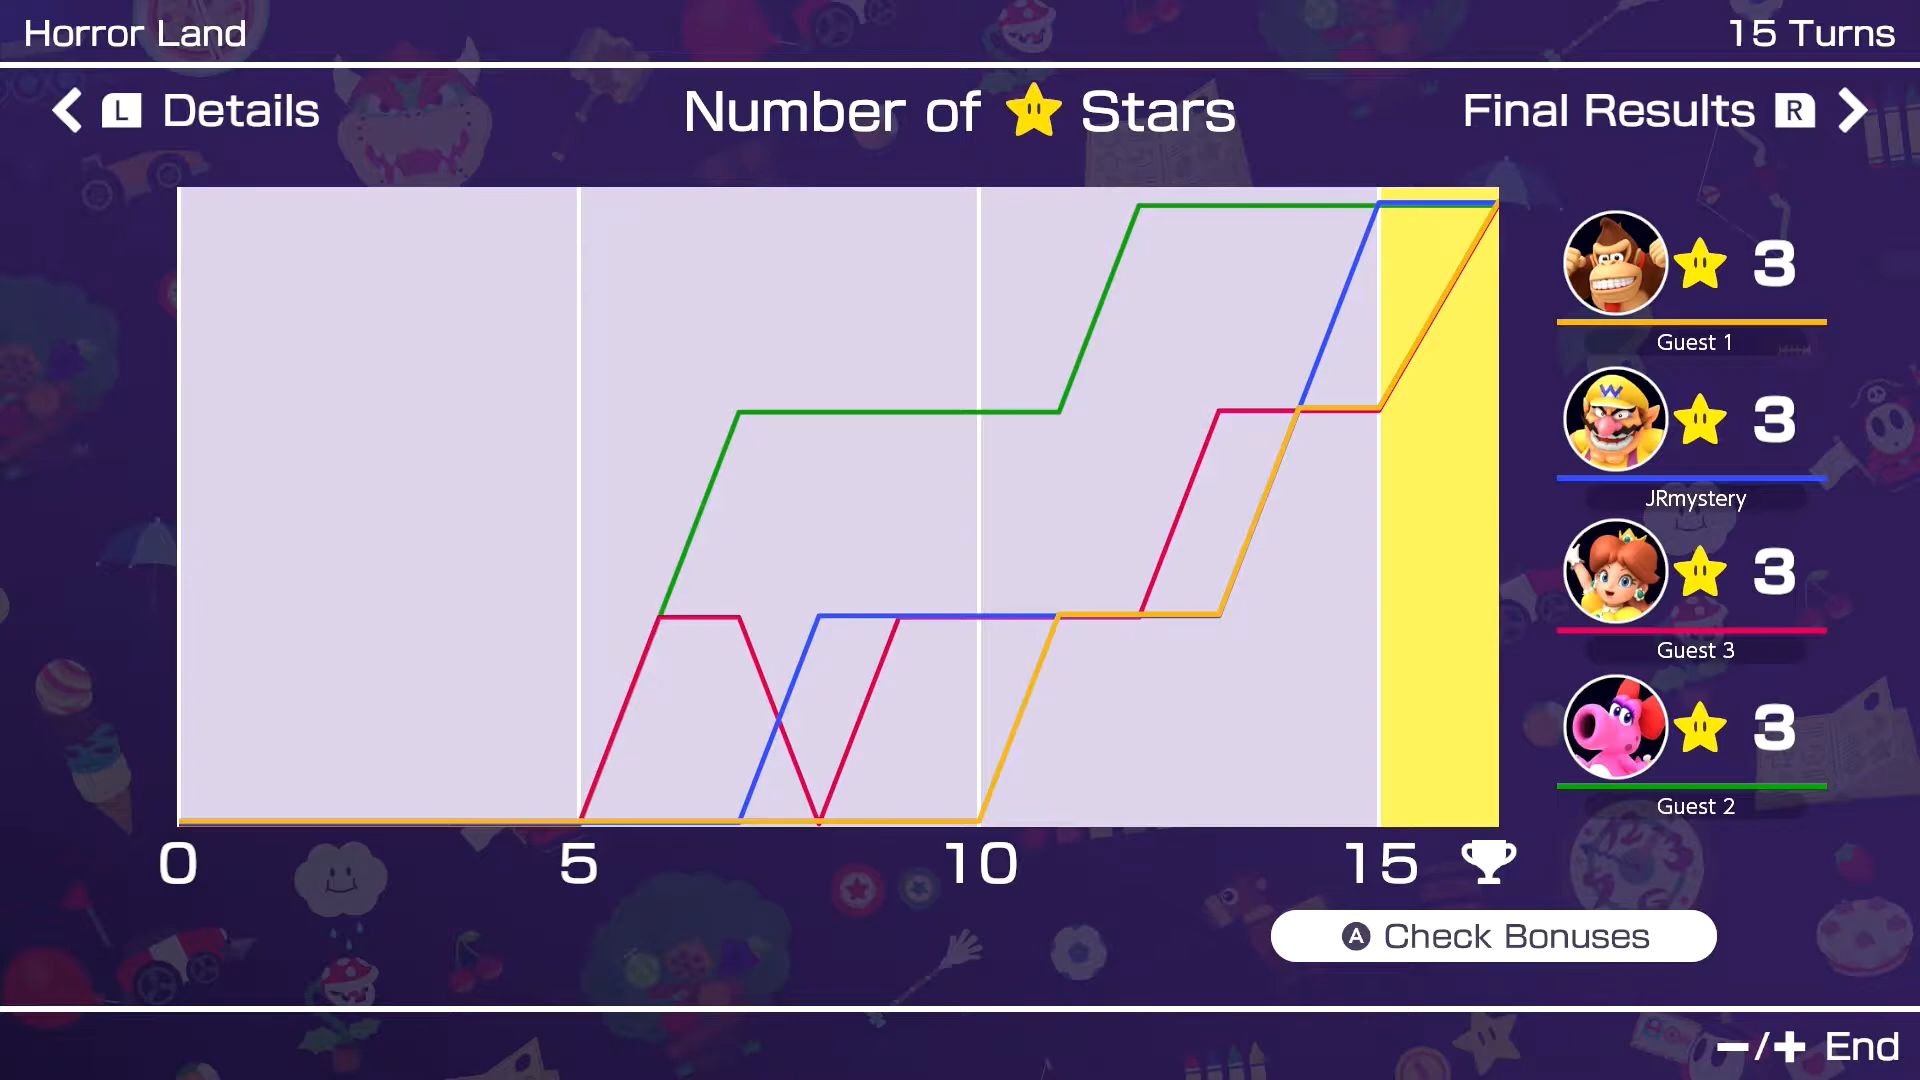 Horror Land
15 Turns
L Details
Number of Stars
Final Results R
3
Guest 1
3
JRmystery
3
Guest 3
3
Guest 2
0 5 10 15
A Check Bonuses
−/+ End